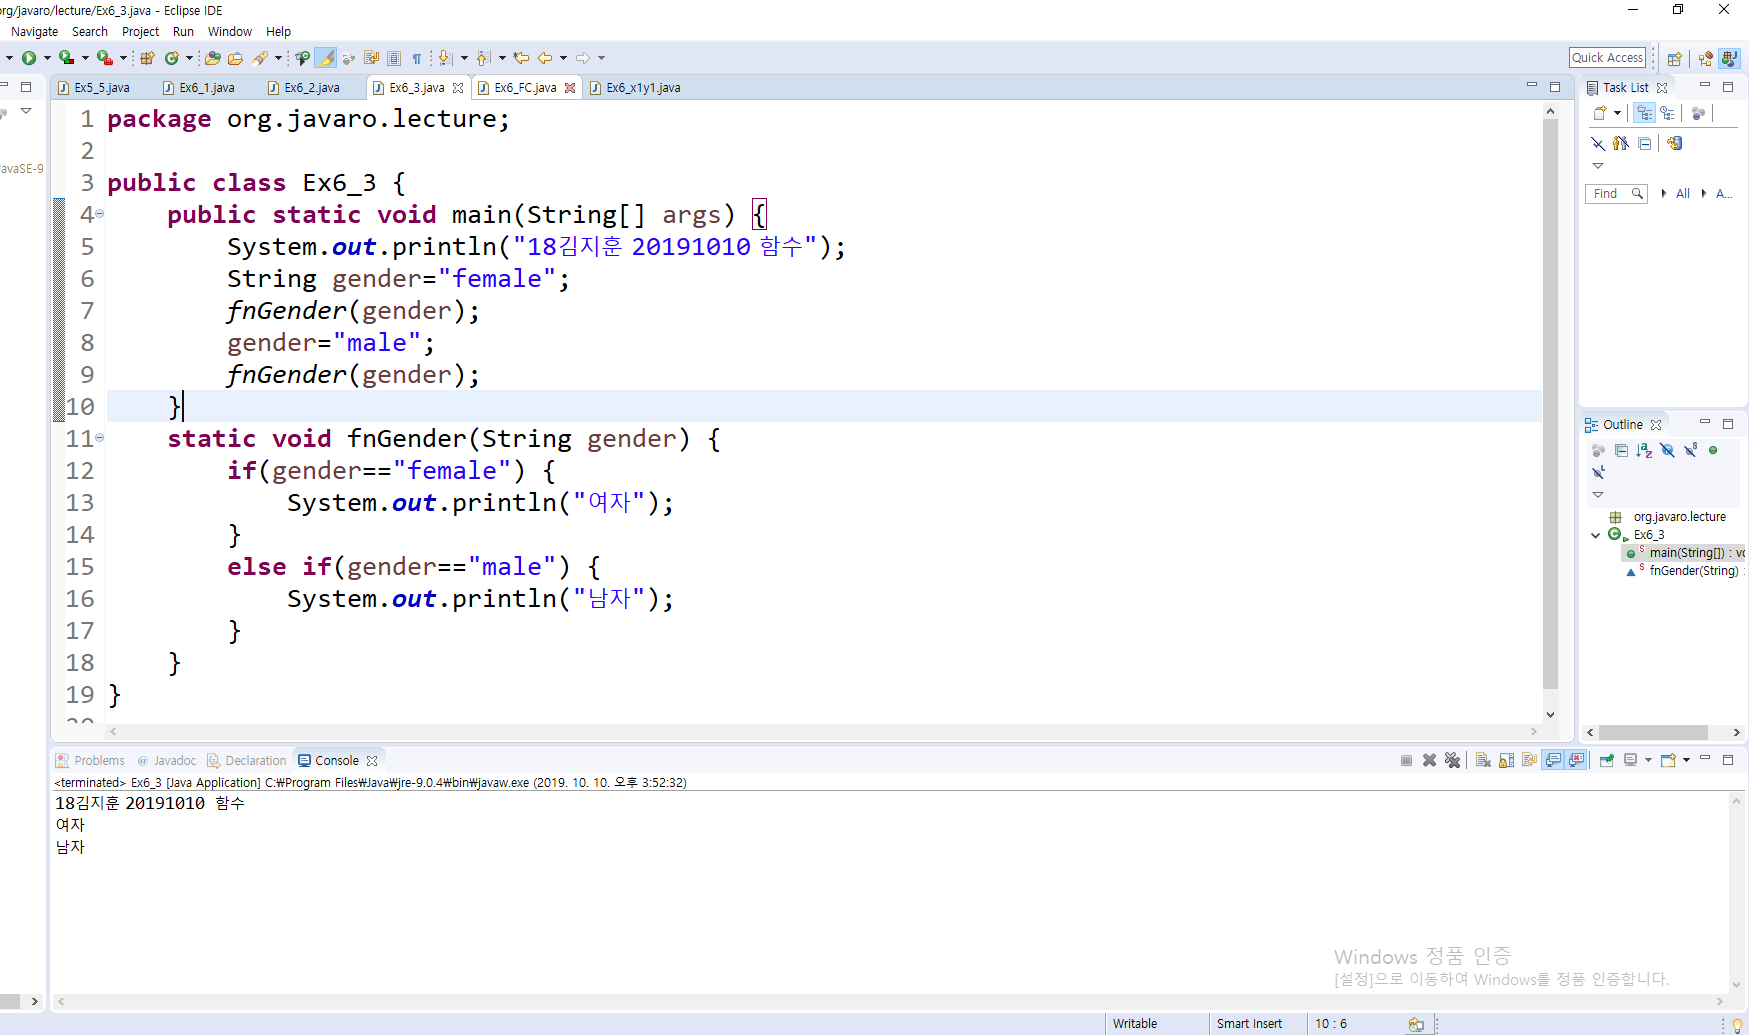 org/javaro/lecture/Ex6_3.java - Eclipse IDE
Navigate Search Project Run Window Help
Quick Access
Ex5_5.java Ex6_1.java Ex6_2.java Ex6_3.java Ex6_FC.java Ex6_x1y1.java
Task List
JavaSE-9
Find All A...
1 package org.javaro.lecture;
2
3 public class Ex6_3 {
4 public static void main(String[] args) {
5 System.out.println("18김지훈 20191010 함수");
6 String gender="female";
7 fnGender(gender);
8 gender="male";
9 fnGender(gender);
10 }
11 static void fnGender(String gender) {
12 if(gender=="female") {
13 System.out.println("여자");
14 }
15 else if(gender=="male") {
16 System.out.println("남자");
17 }
18 }
19 }
20
Outline
org.javaro.lecture
Ex6_3
main(String[]) : vo
fnGender(String) :
Problems Javadoc Declaration Console
<terminated> Ex6_3 [Java Application] C:₩Program Files₩Java₩jre-9.0.4₩bin₩javaw.exe (2019. 10. 10. 오후 3:52:32)
18김지훈 20191010 함수
여자
남자
Windows 정품 인증
[설정]으로 이동하여 Windows를 정품 인증합니다.
Writable Smart Insert 10 : 6